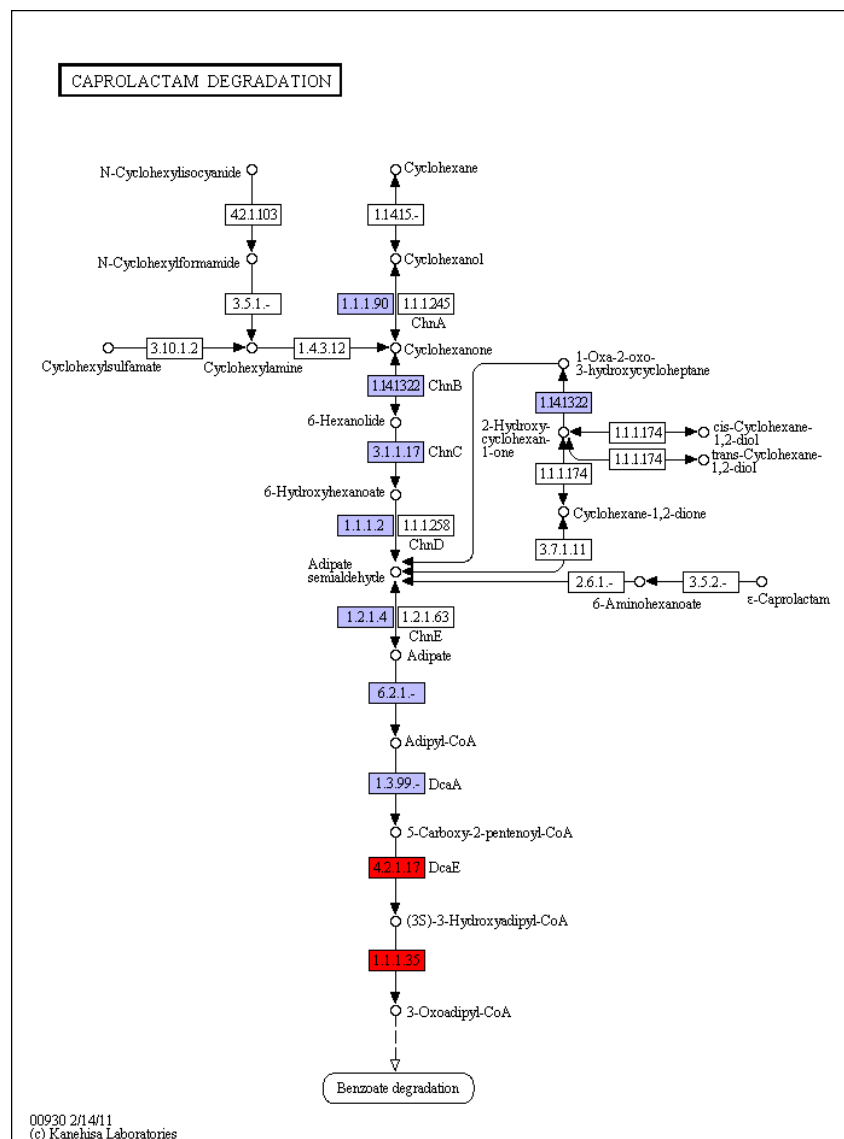 CAPROLACTAM DEGRADATION
N-Cyclohexylisocyanide
Cyclohexane
4.2.1.103
1.14.15.-
N-Cyclohexylformamide
Cyclohexanol
3.5.1.-
1.1.1.90
1.1.1.245
ChnA
3.10.1.2
1.4.3.12
Cyclohexanone
Cyclohexylsulfamate
Cyclohexylamine
1-Oxa-2-oxo-
3-hydroxycycloheptane
1.14.13.22
ChnB
1.14.13.22
6-Hexanolide
2-Hydroxy-
cyclohexan-
1-one
1.1.1.174
cis-Cyclohexane-
1,2-diol
3.1.1.17
ChnC
1.1.1.174
trans-Cyclohexane-
1,2-diol
1.1.1.174
6-Hydroxyhexanoate
Cyclohexane-1,2-dione
1.1.1.2
1.1.1.258
ChnD
3.7.1.11
Adipate
semialdehyde
2.6.1.-
3.5.2.-
6-Aminohexanoate
ε-Caprolactam
1.2.1.4
1.2.1.63
ChnE
Adipate
6.2.1.-
Adipyl-CoA
1.3.99.-
DcaA
5-Carboxy-2-pentenoyl-CoA
4.2.1.17
DcaE
(3S)-3-Hydroxyadipyl-CoA
1.1.1.35
3-Oxoadipyl-CoA
Benzoate degradation
00930 2/14/11
(c) Kanehisa Laboratories